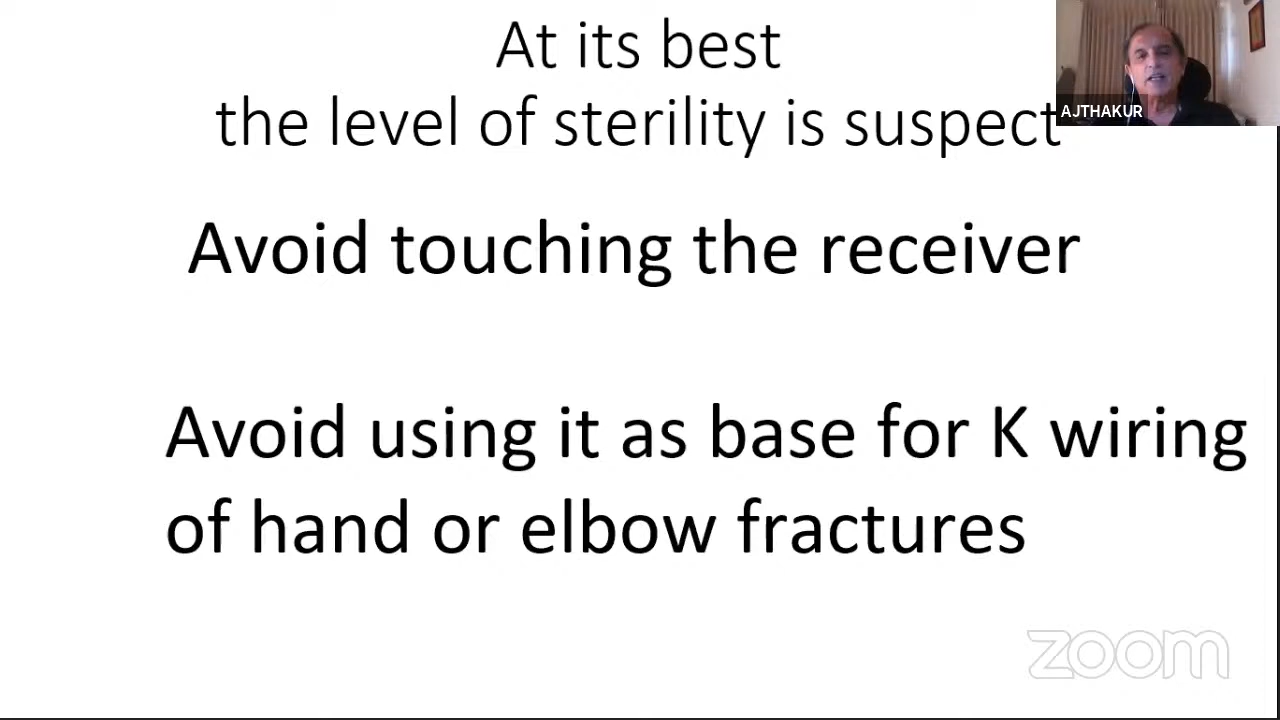 At its best
the level of sterility is suspect
AJTHAKUR
Avoid touching the receiver
Avoid using it as base for K wiring
of hand or elbow fractures
zoom